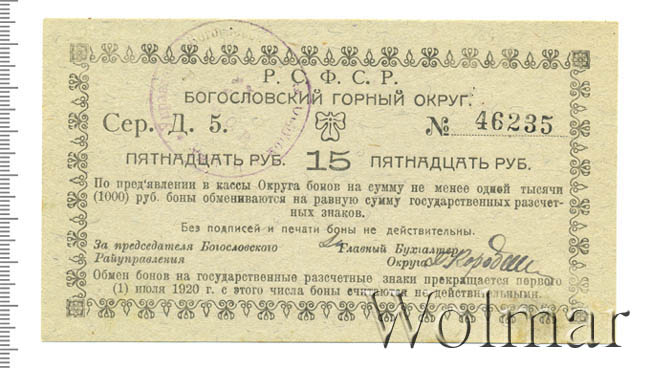 Р. С. Ф. С. Р.
БОГОСЛОВСКИЙ ГОРНЫЙ ОКРУГ.
Сер. Д. 5. № 46235
ПЯТНАДЦАТЬ РУБ. 15 ПЯТНАДЦАТЬ РУБ.
По пред'явлении в кассы Округа бонов на сумму не менее одной тысячи
(1000) руб. боны обмениваются на равную сумму государственных разсчет-
ных знаков.
Без подписей и печати боны не действительны.
За председателя Богословского Главный Бухгалтер
Райуправления Округа
Обмен бонов на государственные разсчетные знаки прекращается первого
(1) июля 1920 г. с этого числа боны считаются не действительными.
Wolmar